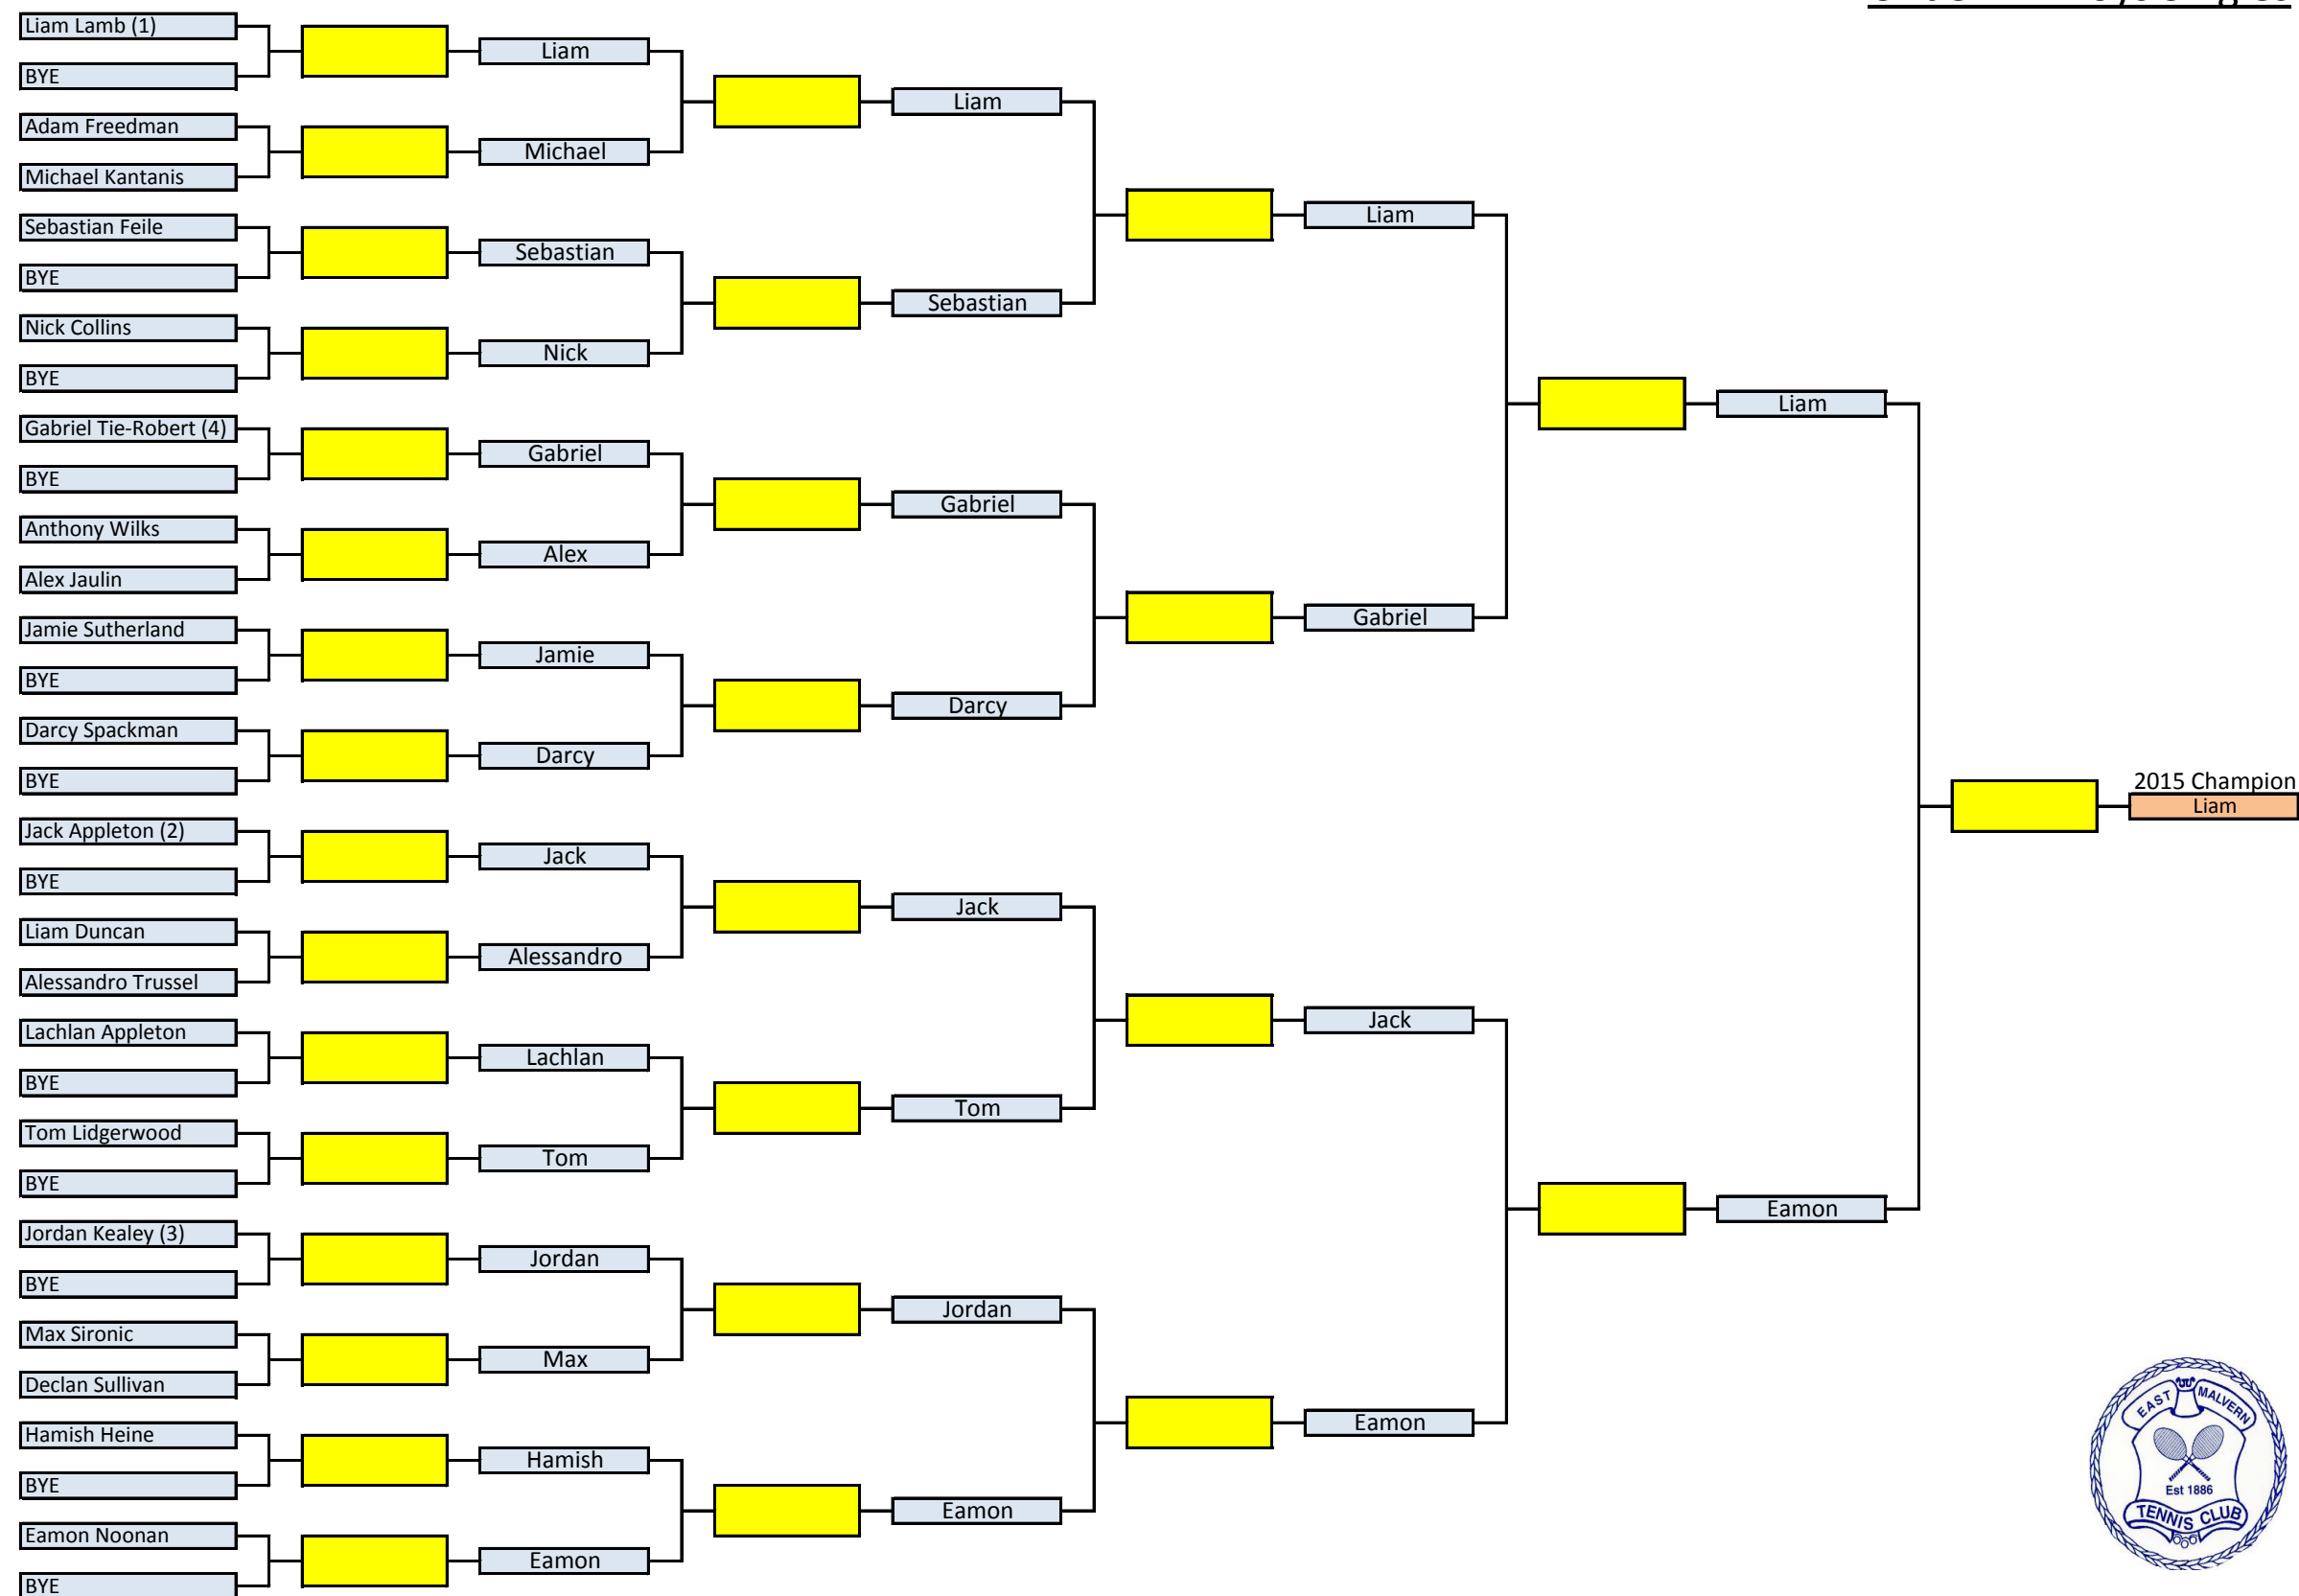 Liam Lamb (1)
BYE
Adam Freedman
Michael Kantanis
Sebastian Feile
BYE
Nick Collins
BYE
Gabriel Tie-Robert (4)
BYE
Anthony Wilks
Alex Jaulin
Jamie Sutherland
BYE
Darcy Spackman
BYE
Jack Appleton (2)
BYE
Liam Duncan
Alessandro Trussel
Lachlan Appleton
BYE
Tom Lidgerwood
BYE
Jordan Kealey (3)
BYE
Max Sironic
Declan Sullivan
Hamish Heine
BYE
Eamon Noonan
BYE
Liam
Michael
Sebastian
Nick
Gabriel
Alex
Jamie
Darcy
Jack
Alessandro
Lachlan
Tom
Jordan
Max
Hamish
Eamon
Liam
Sebastian
Gabriel
Darcy
Jack
Tom
Jordan
Eamon
Liam
Gabriel
Jack
Eamon
Liam
Eamon
2015 Champion
Liam
EAST MALVERN
Est 1886
TENNIS CLUB